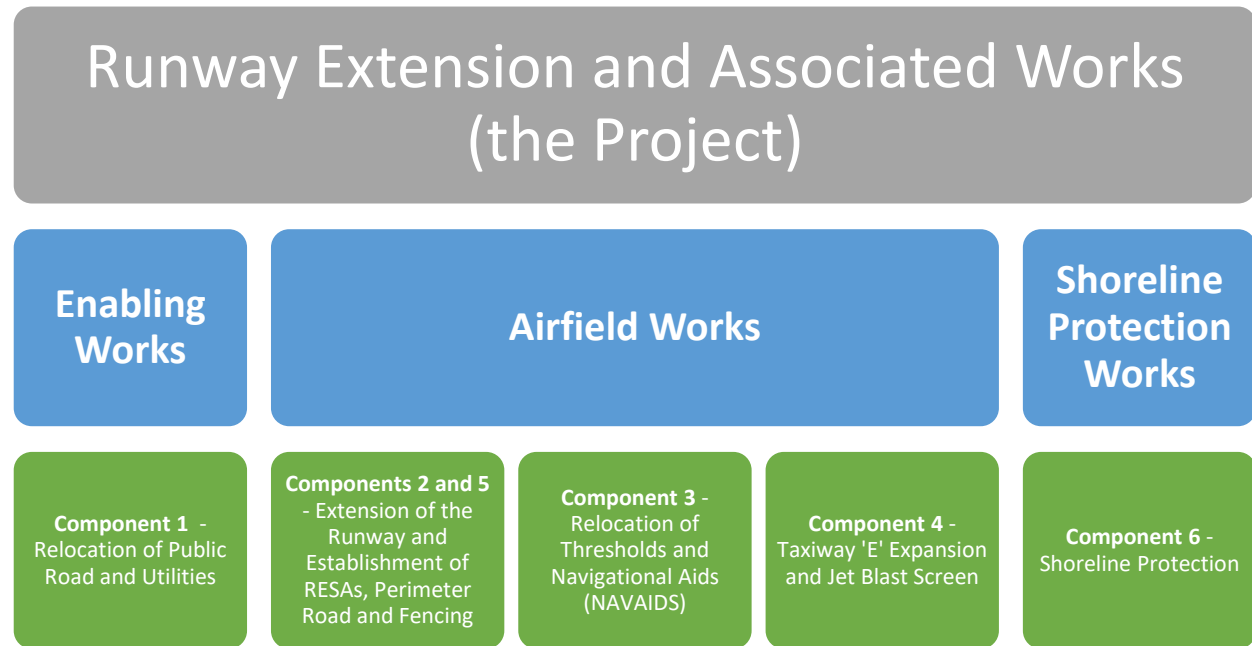 Runway Extension and Associated Works
(the Project)
Enabling
Works
Airfield Works
Shoreline
Protection
Works
Component 1 -
Relocation of Public
Road and Utilities
Components 2 and 5
- Extension of the
Runway and
Establishment of
RESAs, Perimeter
Road and Fencing
Component 3 -
Relocation of
Thresholds and
Navigational Aids
(NAVAIDS)
Component 4 -
Taxiway 'E' Expansion
and Jet Blast Screen
Component 6 -
Shoreline Protection